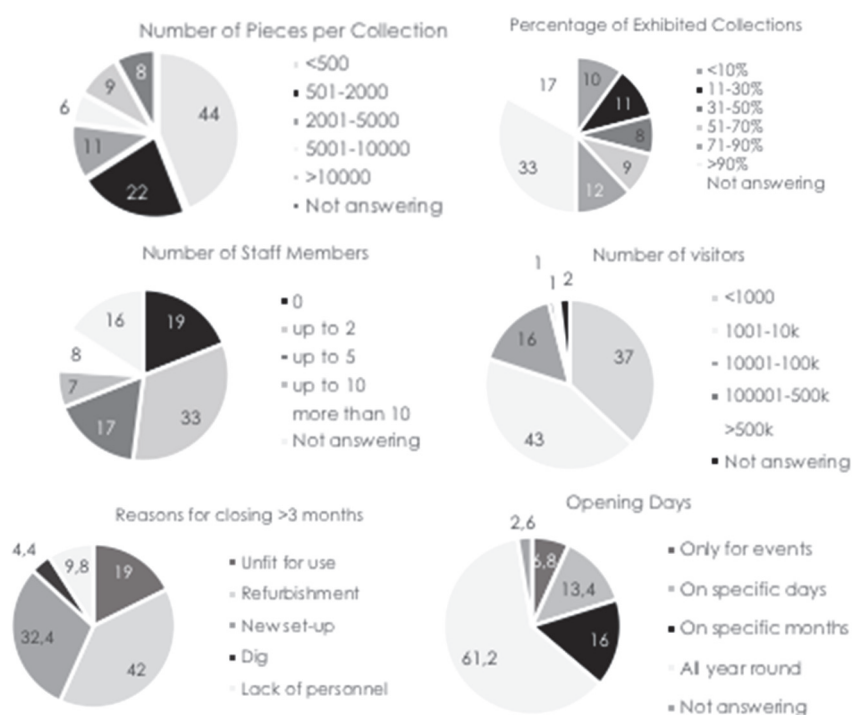 Number of Pieces per Collection
8
9
6
11
22
44
<500
501-2000
2001-5000
5001-10000
>10000
Not answering
Percentage of Exhibited Collections
17
10
11
8
9
12
33
<10%
11-30%
31-50%
51-70%
71-90%
>90%
Not answering
Number of Staff Members
16
19
8
7
17
33
0
up to 2
up to 5
up to 10
more than 10
Not answering
Number of visitors
1
1 2
16
37
43
<1000
1001-10k
10001-100k
100001-500k
>500k
Not answering
Reasons for closing >3 months
4,4
9,8
19
32,4
42
Unfit for use
Refurbishment
New set-up
Dig
Lack of personnel
Opening Days
2,6
6,8
13,4
16
61,2
Only for events
On specific days
On specific months
All year round
Not answering